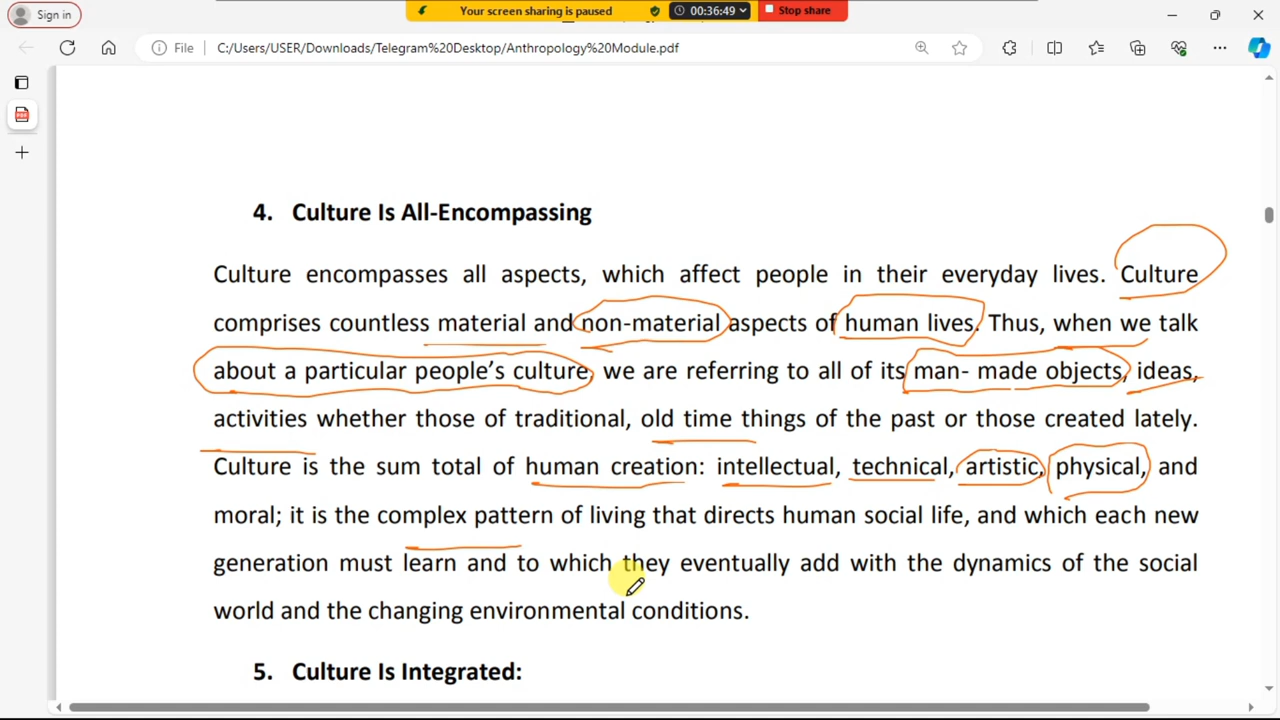 Sign in
Your screen sharing is paused
00:36:49
Stop share
File
C:/Users/USER/Downloads/Telegram%20Desktop/Anthropology%20Module.pdf
4. Culture Is All-Encompassing
Culture encompasses all aspects, which affect people in their everyday lives. Culture
comprises countless material and non-material aspects of human lives. Thus, when we talk
about a particular people’s culture, we are referring to all of its man- made objects, ideas,
activities whether those of traditional, old time things of the past or those created lately.
Culture is the sum total of human creation: intellectual, technical, artistic, physical, and
moral; it is the complex pattern of living that directs human social life, and which each new
generation must learn and to which they eventually add with the dynamics of the social
world and the changing environmental conditions.
5. Culture Is Integrated: